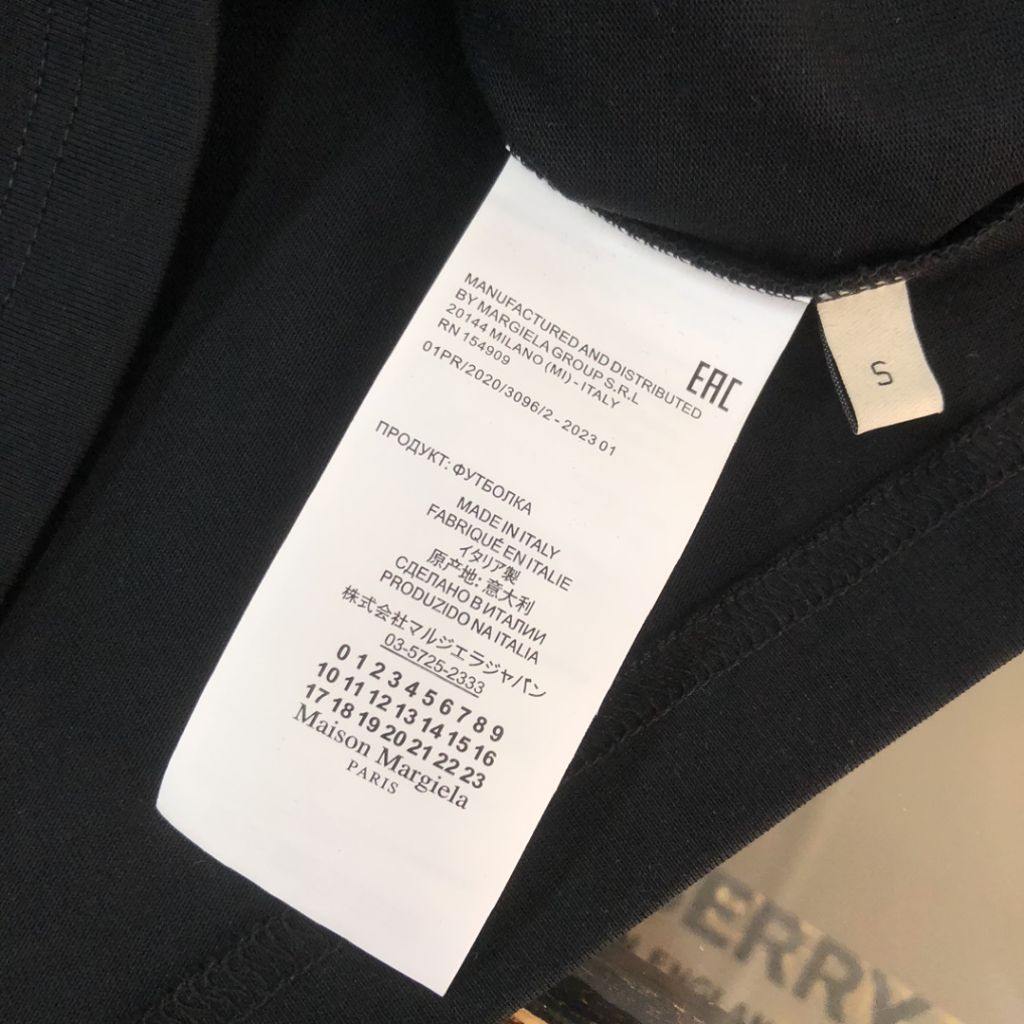 MANUFACTURED AND DISTRIBUTED
BY MARGIELA GROUP S.R.L
20144 MILANO (MI) - ITALY
RN 154909
EAC
01PR/2020/3096/2 - 2023 01
ПРОДУКТ: ФУТБОЛКА
MADE IN ITALY
FABRIQUÉ EN ITALIE
イタリア製
原产地: 意大利
СДЕЛАНО В ИТАЛИИ
PRODUZIDO NA ITALIA
株式会社マルジエラジャパン
03-5725-2333
0 1 2 3 4 5 6 7 8 9
10 11 12 13 14 15 16
17 18 19 20 21 22 23
Maison Margiela
PARIS
S